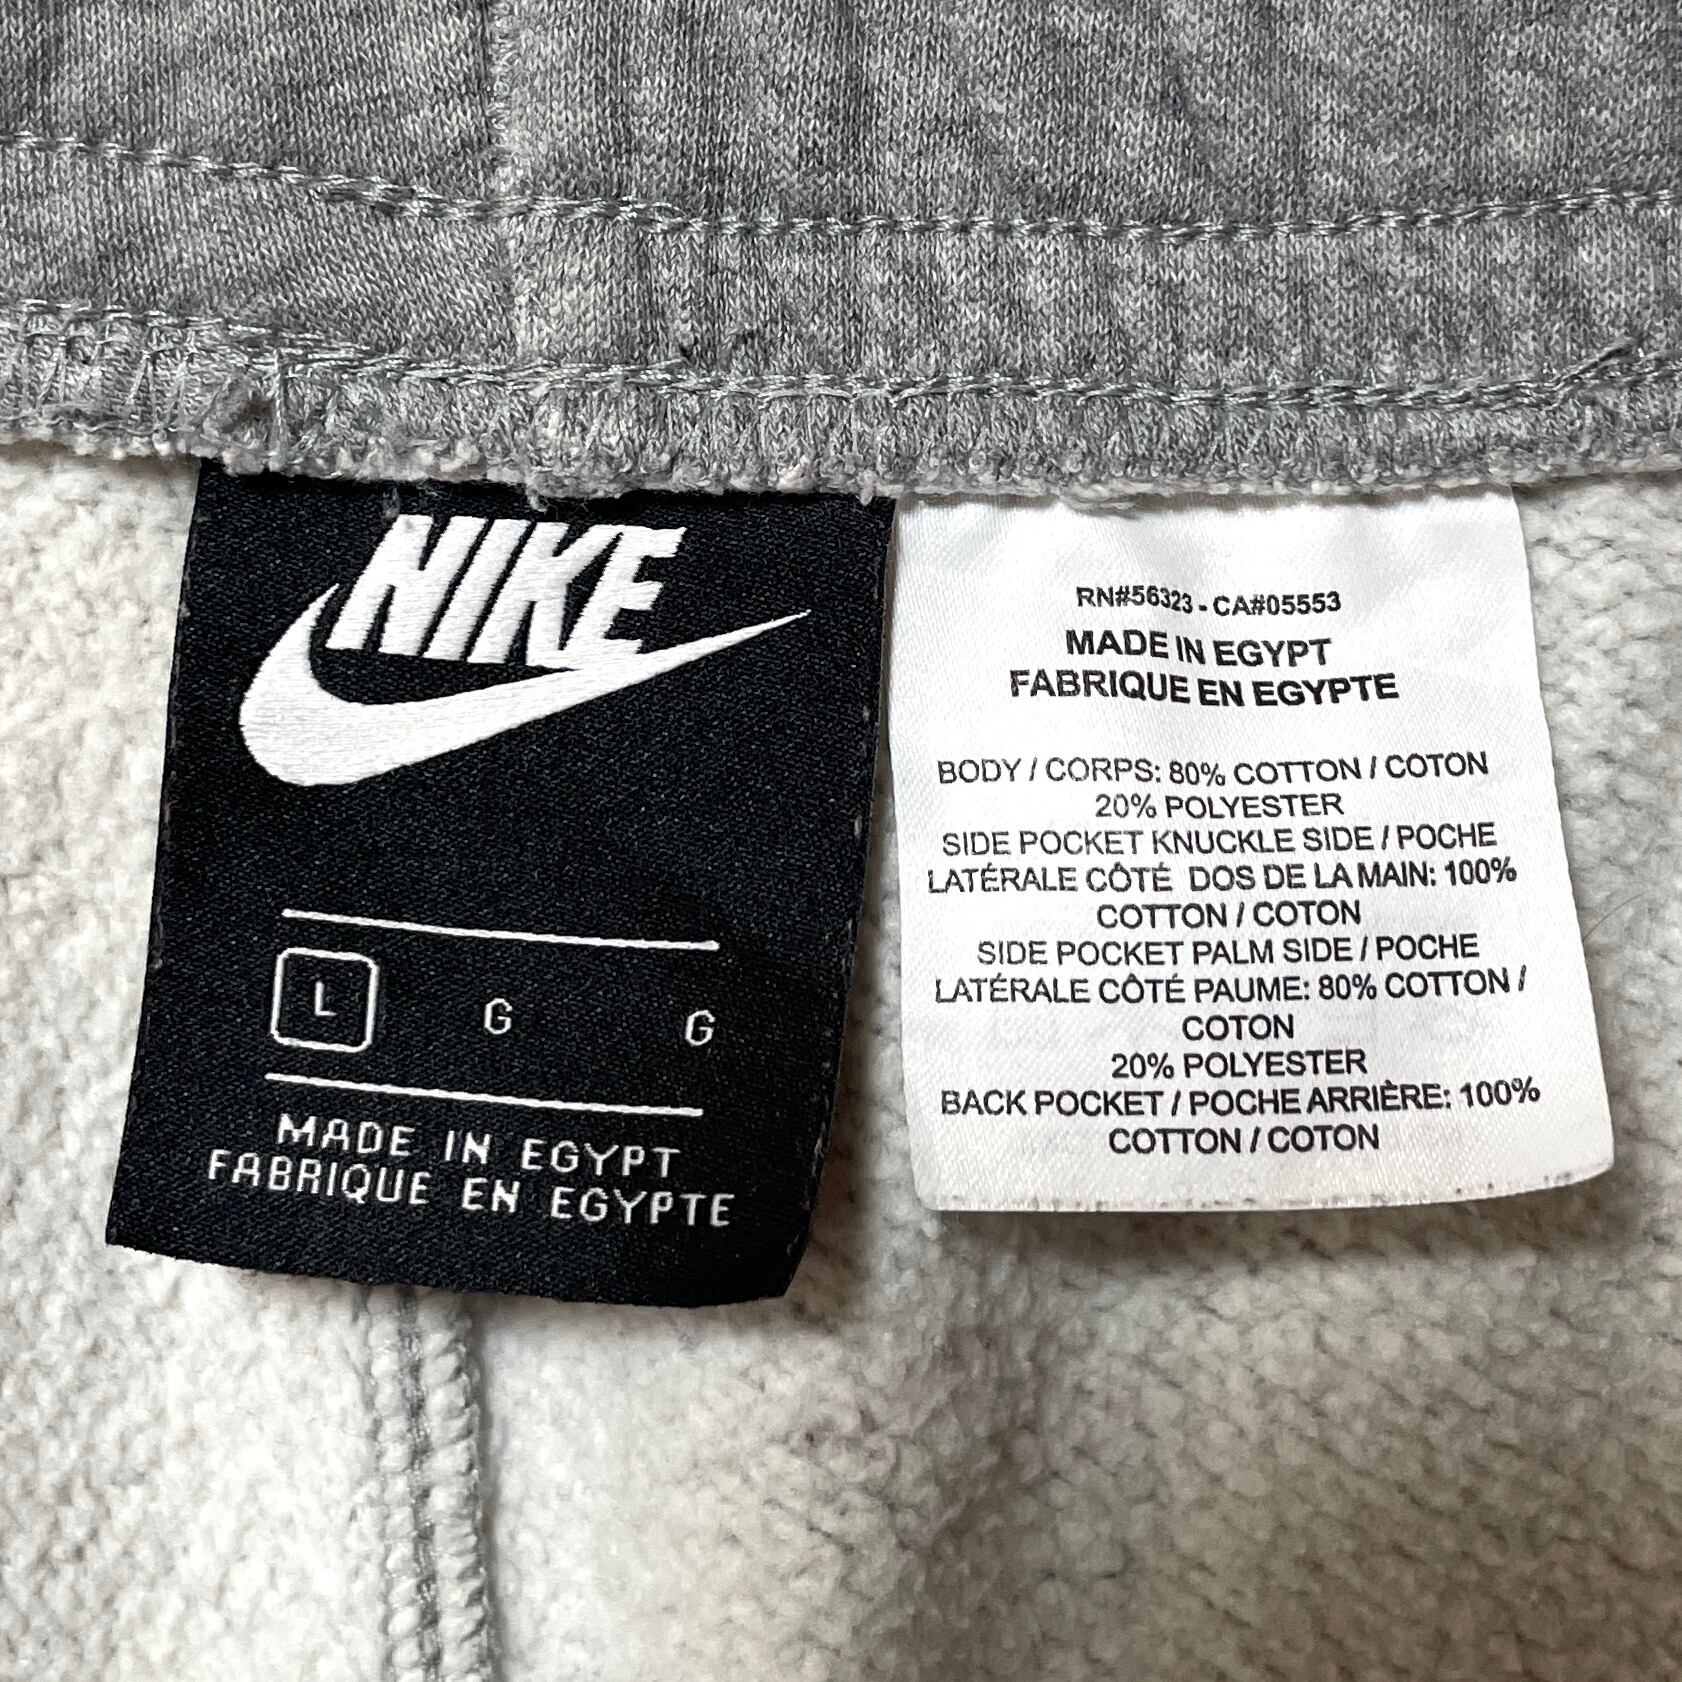 NIKE
L G G
MADE IN EGYPT
FABRIQUE EN EGYPTE
RN#56323 - CA#05553
MADE IN EGYPT
FABRIQUE EN EGYPTE
BODY / CORPS: 80% COTTON / COTON
20% POLYESTER
SIDE POCKET KNUCKLE SIDE / POCHE
LATÉRALE CÔTÉ DOS DE LA MAIN: 100%
COTTON / COTON
SIDE POCKET PALM SIDE / POCHE
LATÉRALE CÔTÉ PAUME: 80% COTTON /
COTON
20% POLYESTER
BACK POCKET / POCHE ARRIÈRE: 100%
COTTON / COTON